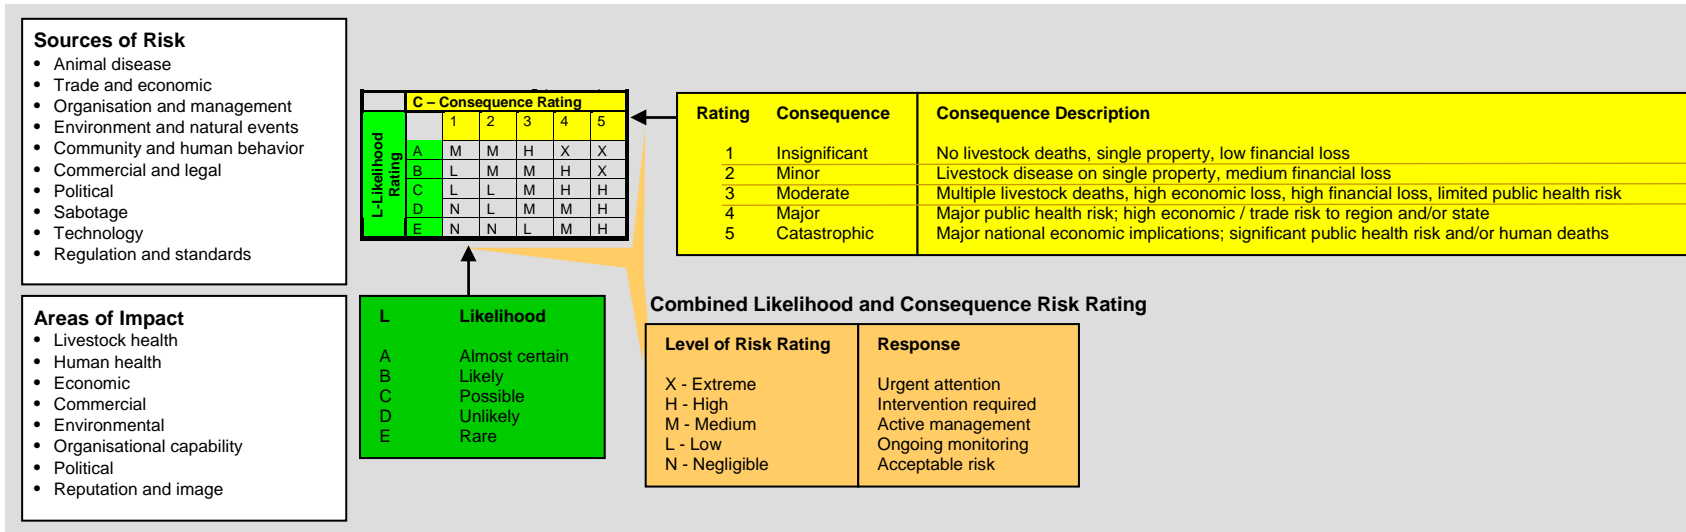 Sources of Risk
• Animal disease
• Trade and economic
• Organisation and management
• Environment and natural events
• Community and human behavior
• Commercial and legal
• Political
• Sabotage
• Technology
• Regulation and standards
Areas of Impact
• Livestock health
• Human health
• Economic
• Commercial
• Environmental
• Organisational capability
• Political
• Reputation and image
C – Consequence Rating
L-Likelihood
Rating
1 2 3 4 5
A M M H X X
B L M M H X
C L L M H H
D N L M M H
E N N L M H
L Likelihood
A Almost certain
B Likely
C Possible
D Unlikely
E Rare
Rating Consequence Consequence Description
1 Insignificant No livestock deaths, single property, low financial loss
2 Minor Livestock disease on single property, medium financial loss
3 Moderate Multiple livestock deaths, high economic loss, high financial loss, limited public health risk
4 Major Major public health risk; high economic / trade risk to region and/or state
5 Catastrophic Major national economic implications; significant public health risk and/or human deaths
Combined Likelihood and Consequence Risk Rating
Level of Risk Rating Response
X - Extreme Urgent attention
H - High Intervention required
M - Medium Active management
L - Low Ongoing monitoring
N - Negligible Acceptable risk